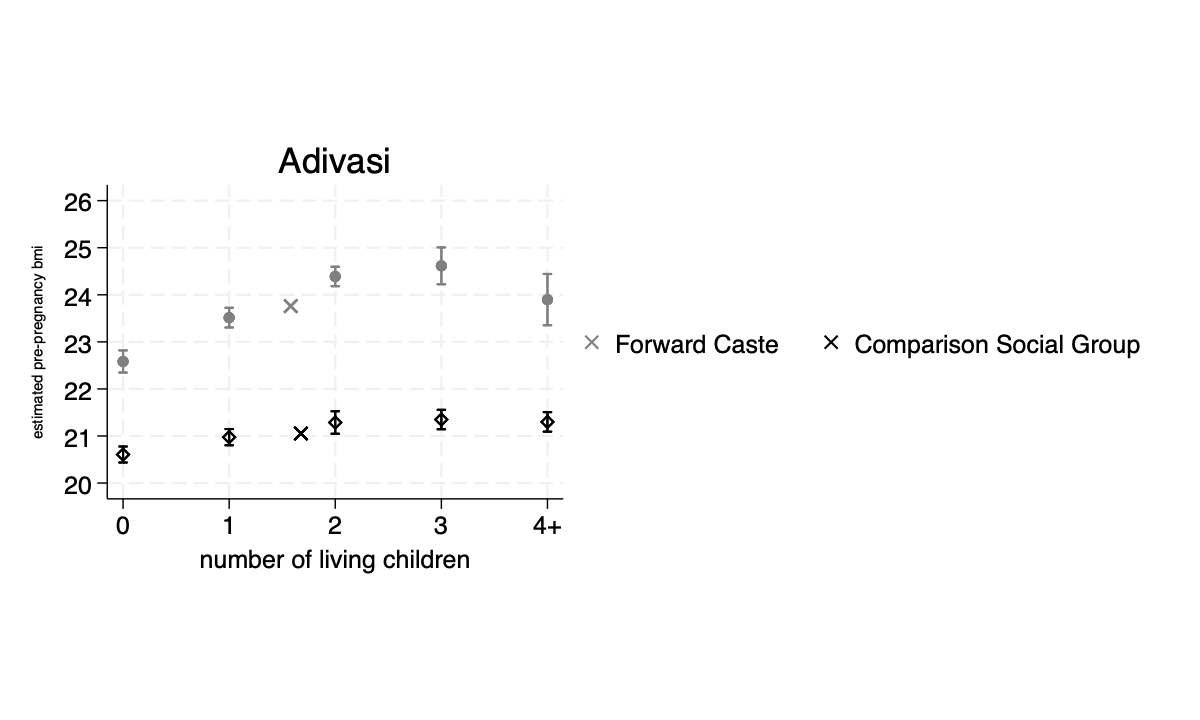 Adivasi
estimated pre-pregnancy bmi
26
25
24
23
22
21
20
0 1 2 3 4+
number of living children
Forward Caste
Comparison Social Group